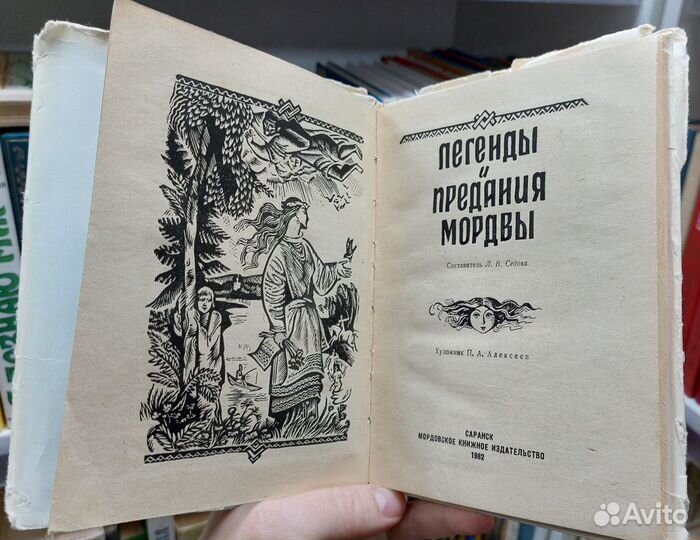 ЛЕГЕНДЫ
И
ПРЕДАНИЯ
МОРДВЫ
Составитель Л. В. Седова
Художник П. А. Алексеев
САРАНСК
МОРДОВСКОЕ КНИЖНОЕ ИЗДАТЕЛЬСТВО
1982
Avito